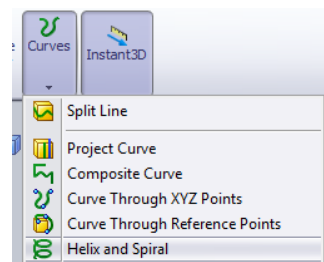 Curves
Instant3D
Split Line
Project Curve
Composite Curve
Curve Through XYZ Points
Curve Through Reference Points
Helix and Spiral